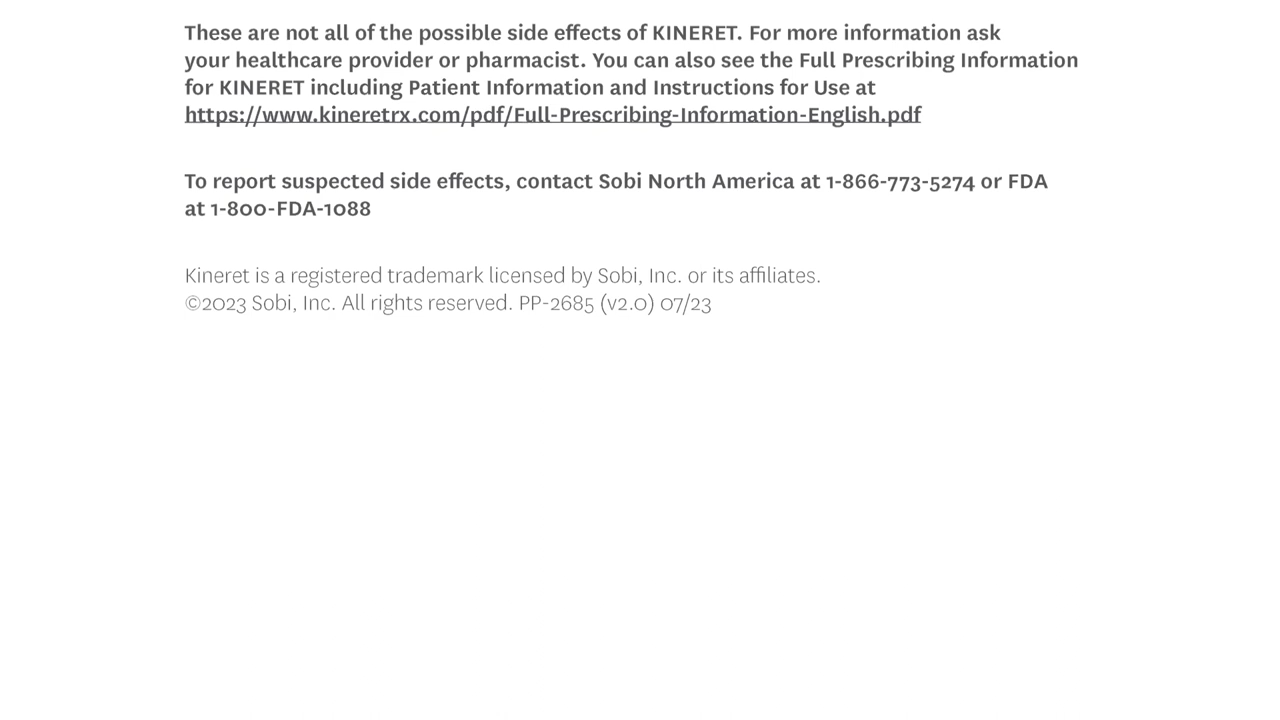 These are not all of the possible side effects of KINERET. For more information ask
your healthcare provider or pharmacist. You can also see the Full Prescribing Information
for KINERET including Patient Information and Instructions for Use at
https://www.kineretrx.com/pdf/Full-Prescribing-Information-English.pdf
To report suspected side effects, contact Sobi North America at 1-866-773-5274 or FDA
at 1-800-FDA-1088
Kineret is a registered trademark licensed by Sobi, Inc. or its affiliates.
©2023 Sobi, Inc. All rights reserved. PP-2685 (v2.0) 07/23